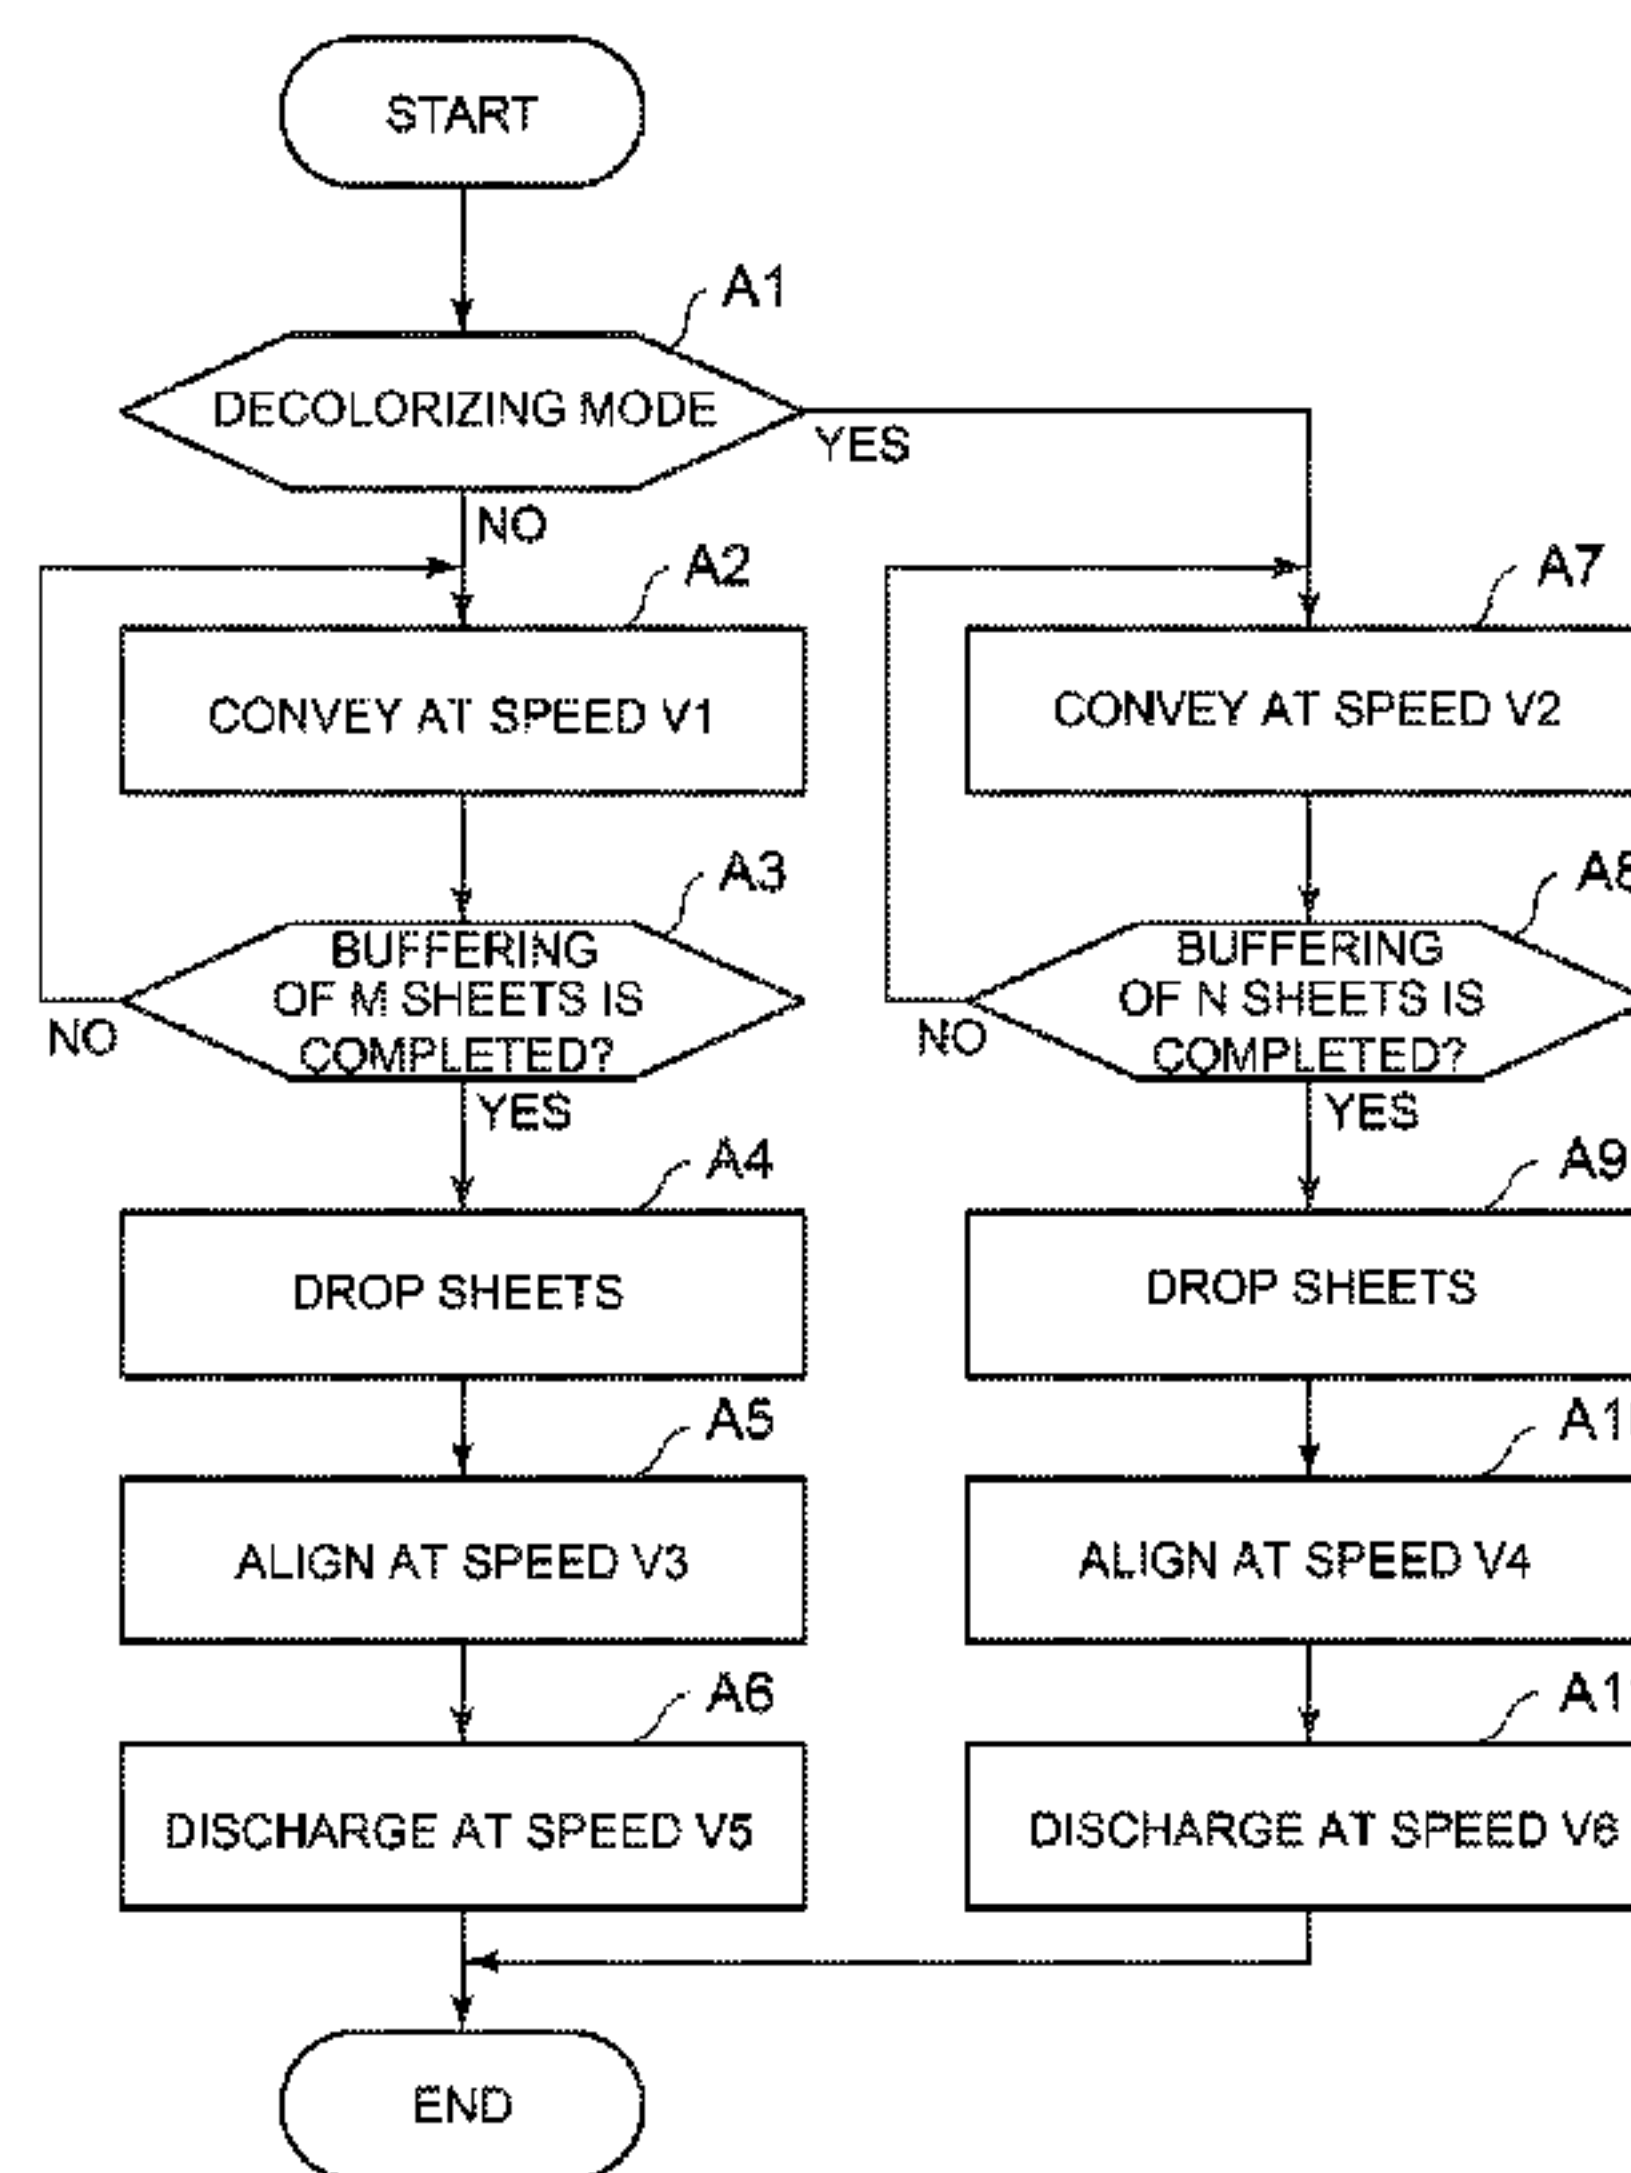 START
A1
DECOLORIZING MODE
YES
NO
A2
CONVEY AT SPEED V1
A3
BUFFERING
OF M SHEETS IS
COMPLETED?
NO
YES
A4
DROP SHEETS
A5
ALIGN AT SPEED V3
A6
DISCHARGE AT SPEED V5
A7
CONVEY AT SPEED V2
A8
BUFFERING
OF N SHEETS IS
COMPLETED?
NO
YES
A9
DROP SHEETS
ALIGN AT SPEED V4
DISCHARGE AT SPEED V6
END